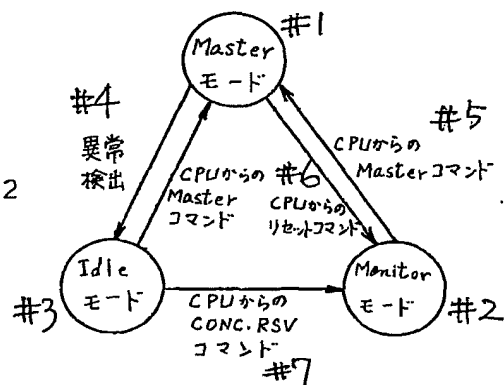 #1
Master
モード
#4
異常
検出
CPUからの
Master
コマンド
#6
CPUからの
リセットコマンド
#5
CPUからの
Masterコマンド
2
Idle
モード
#3
CPUからの
CONC.RSV
コマンド
#7
Monitor
モード
#2